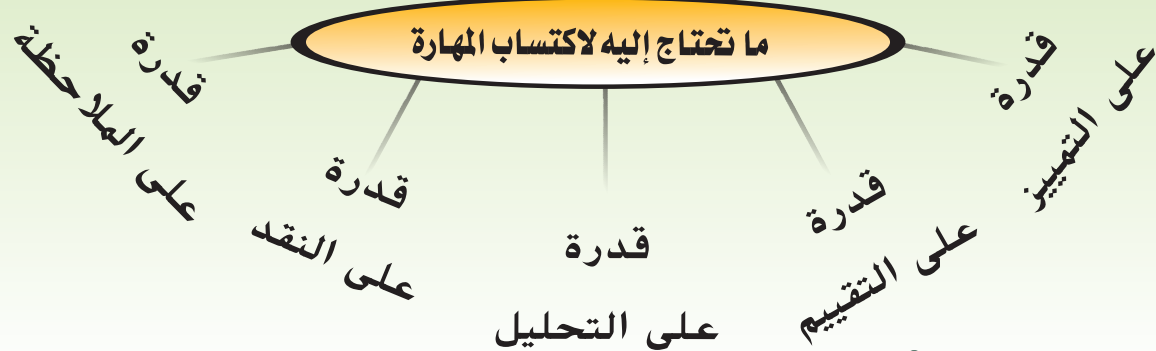 ما تحتاج إليه لاكتساب المهارة
قدرة
على التمييز
قدرة
على التقييم
قدرة
على التحليل
قدرة
على النقد
قدرة
على الملاحظة